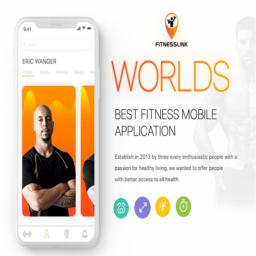 9:41
FITNESSLINK
ERIC WANGER
WORLDS
BEST FITNESS MOBILE
APPLICATION
Establish in 2013 by three every enthusiastic people with a
passion for healthy living, we wanted to offer people
with better access to all health.